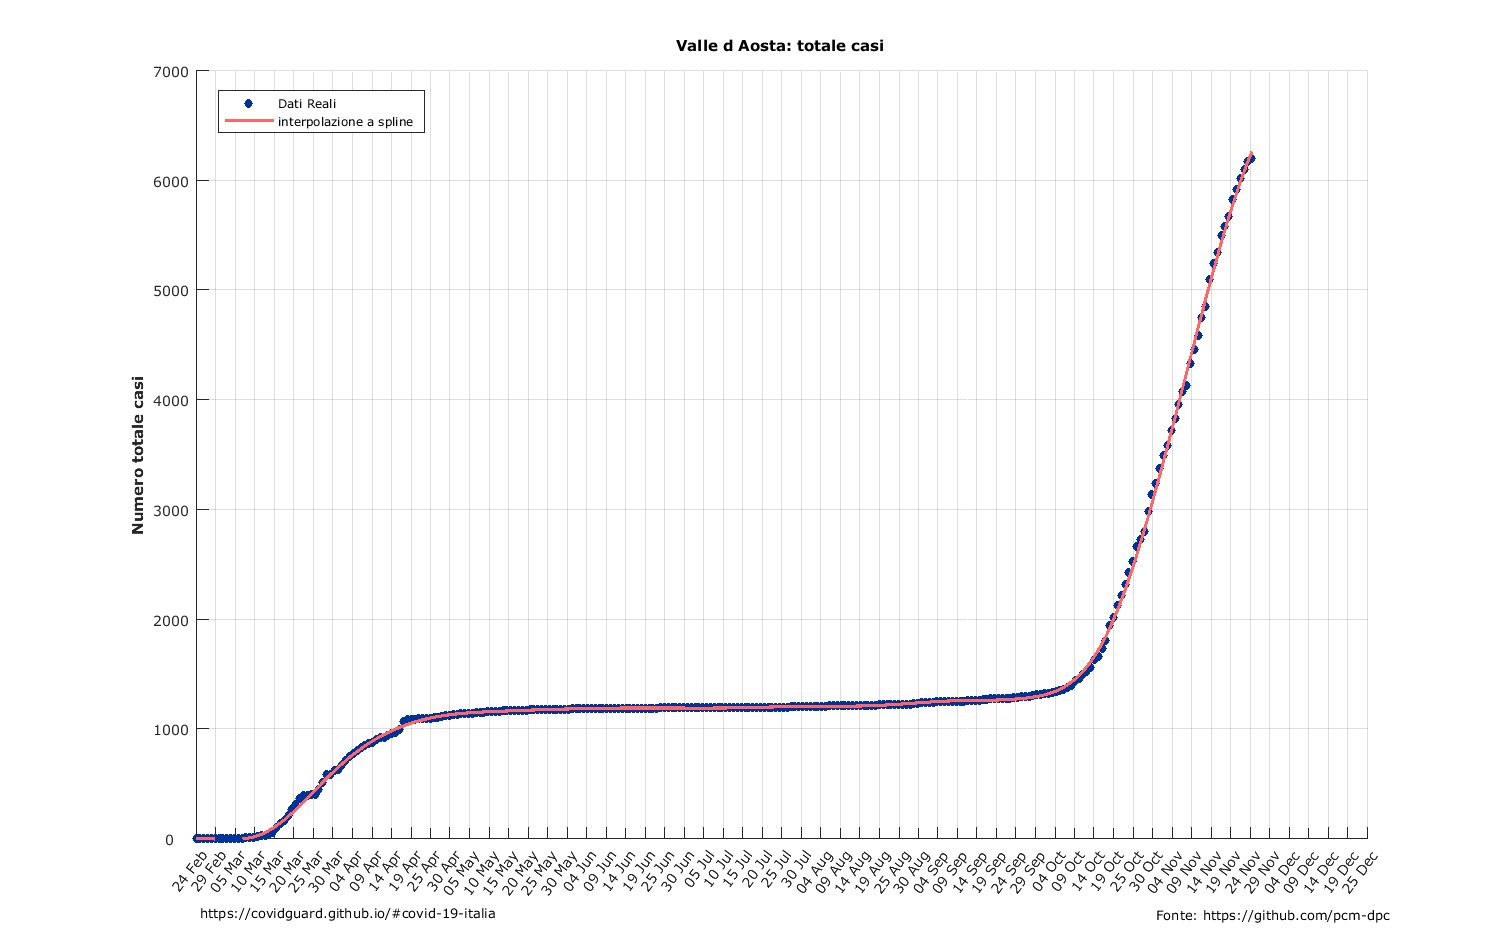 Valle d Aosta: totale casi
Dati Reali
interpolazione a spline
Numero totale casi
7000
6000
5000
4000
3000
2000
1000
0
24 Feb
29 Feb
05 Mar
10 Mar
15 Mar
20 Mar
25 Mar
30 Mar
04 Apr
09 Apr
14 Apr
19 Apr
25 Apr
30 Apr
05 May
10 May
15 May
20 May
25 May
30 May
04 Jun
09 Jun
14 Jun
19 Jun
25 Jun
30 Jun
05 Jul
10 Jul
15 Jul
20 Jul
25 Jul
30 Jul
04 Aug
09 Aug
14 Aug
19 Aug
25 Aug
30 Aug
04 Sep
09 Sep
14 Sep
19 Sep
24 Sep
29 Sep
04 Oct
09 Oct
14 Oct
19 Oct
25 Oct
30 Oct
04 Nov
09 Nov
14 Nov
19 Nov
24 Nov
29 Nov
04 Dec
09 Dec
14 Dec
19 Dec
25 Dec
https://covidguard.github.io/#covid-19-italia
Fonte: https://github.com/pcm-dpc